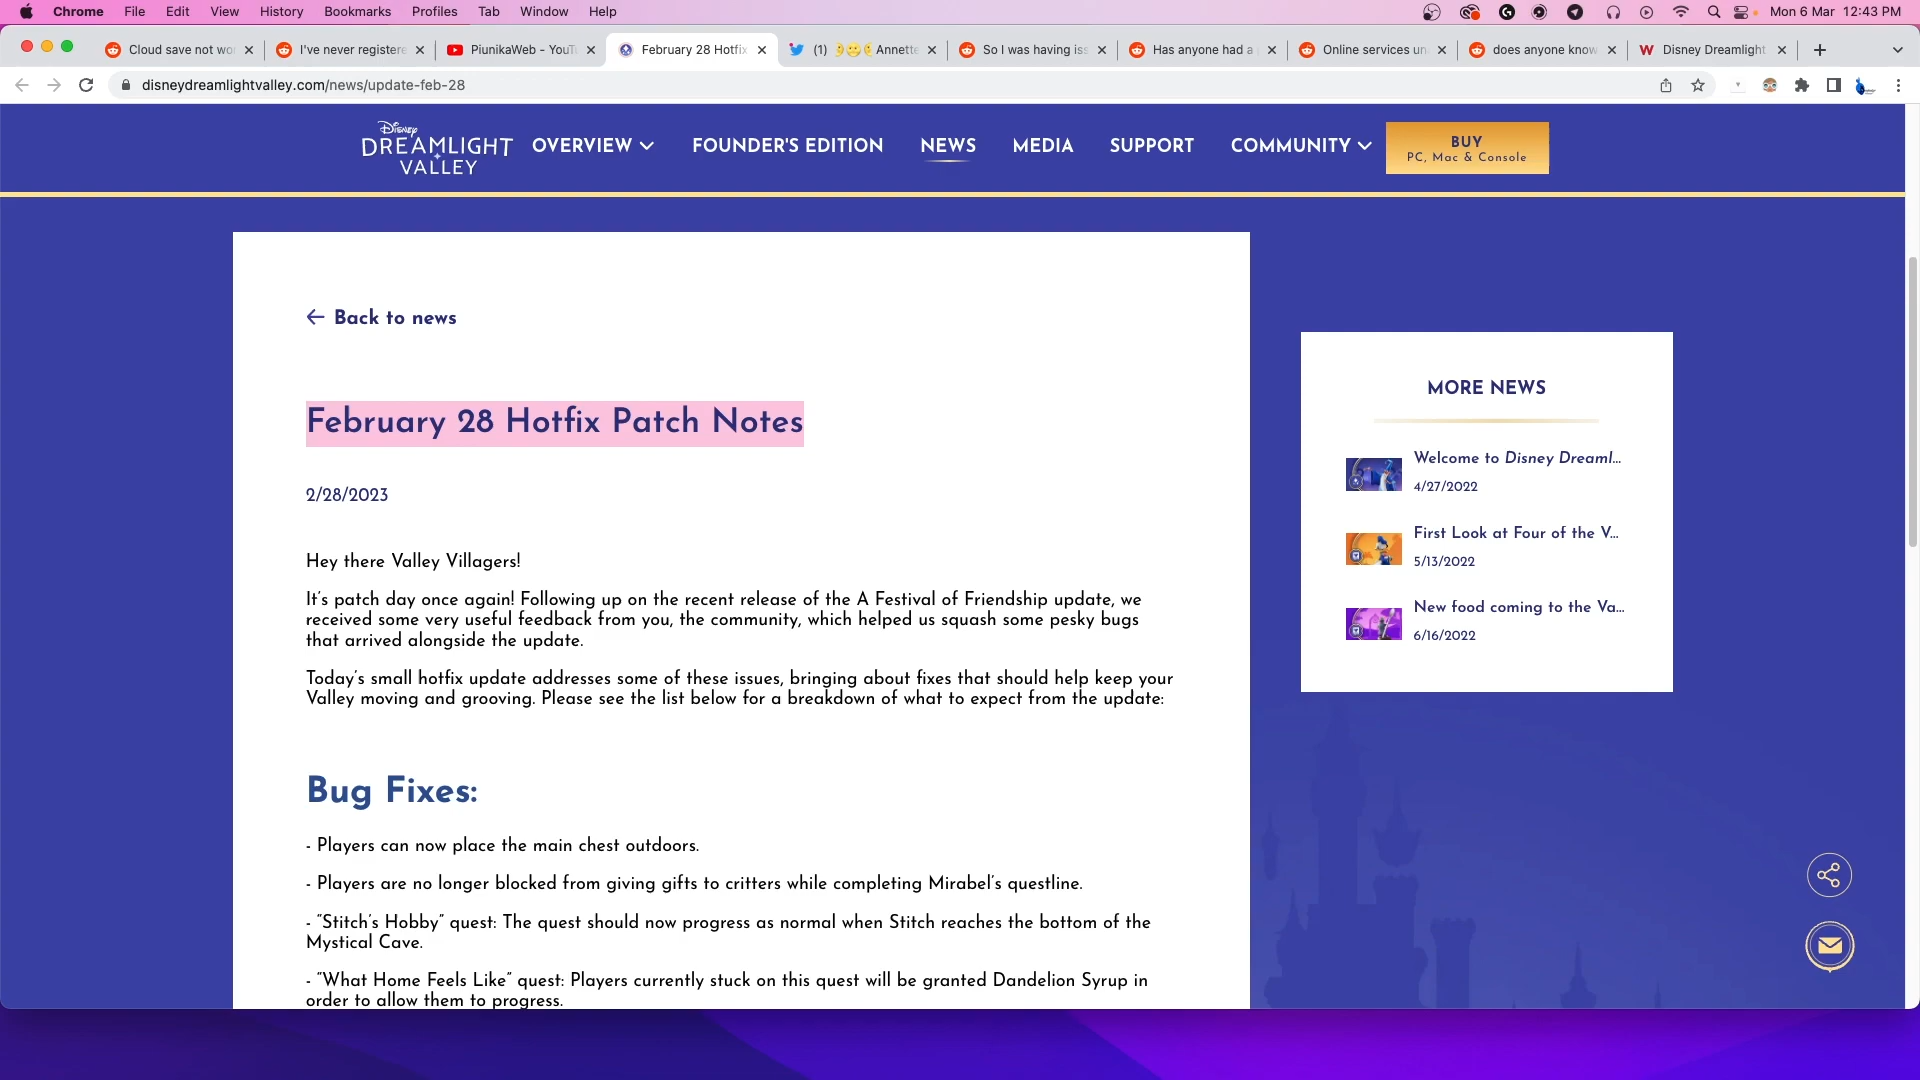 Chrome File Edit View History Bookmarks Profiles Tab Window Help Mon 6 Mar 12:43 PM
Cloud save not wo I've never registere PiunikaWeb - YouTu February 28 Hotfix (1) Annette So I was having iss Has anyone had a Online services un does anyone know Disney Dreamlight
disneydreamlightvalley.com/news/update-feb-28
Disney
DREAMLIGHT
VALLEY
OVERVIEW FOUNDER'S EDITION NEWS MEDIA SUPPORT COMMUNITY
BUY
PC, Mac & Console
Back to news
February 28 Hotfix Patch Notes
2/28/2023
Hey there Valley Villagers!
It's patch day once again! Following up on the recent release of the A Festival of Friendship update, we
received some very useful feedback from you, the community, which helped us squash some pesky bugs
that arrived alongside the update.
Today's small hotfix update addresses some of these issues, bringing about fixes that should help keep your
Valley moving and grooving. Please see the list below for a breakdown of what to expect from the update:
Bug Fixes:
- Players can now place the main chest outdoors.
- Players are no longer blocked from giving gifts to critters while completing Mirabel's questline.
- "Stitch's Hobby" quest: The quest should now progress as normal when Stitch reaches the bottom of the
Mystical Cave.
- "What Home Feels Like" quest: Players currently stuck on this quest will be granted Dandelion Syrup in
order to allow them to progress.
MORE NEWS
Welcome to Disney Dreaml...
4/27/2022
First Look at Four of the V...
5/13/2022
New food coming to the Va...
6/16/2022